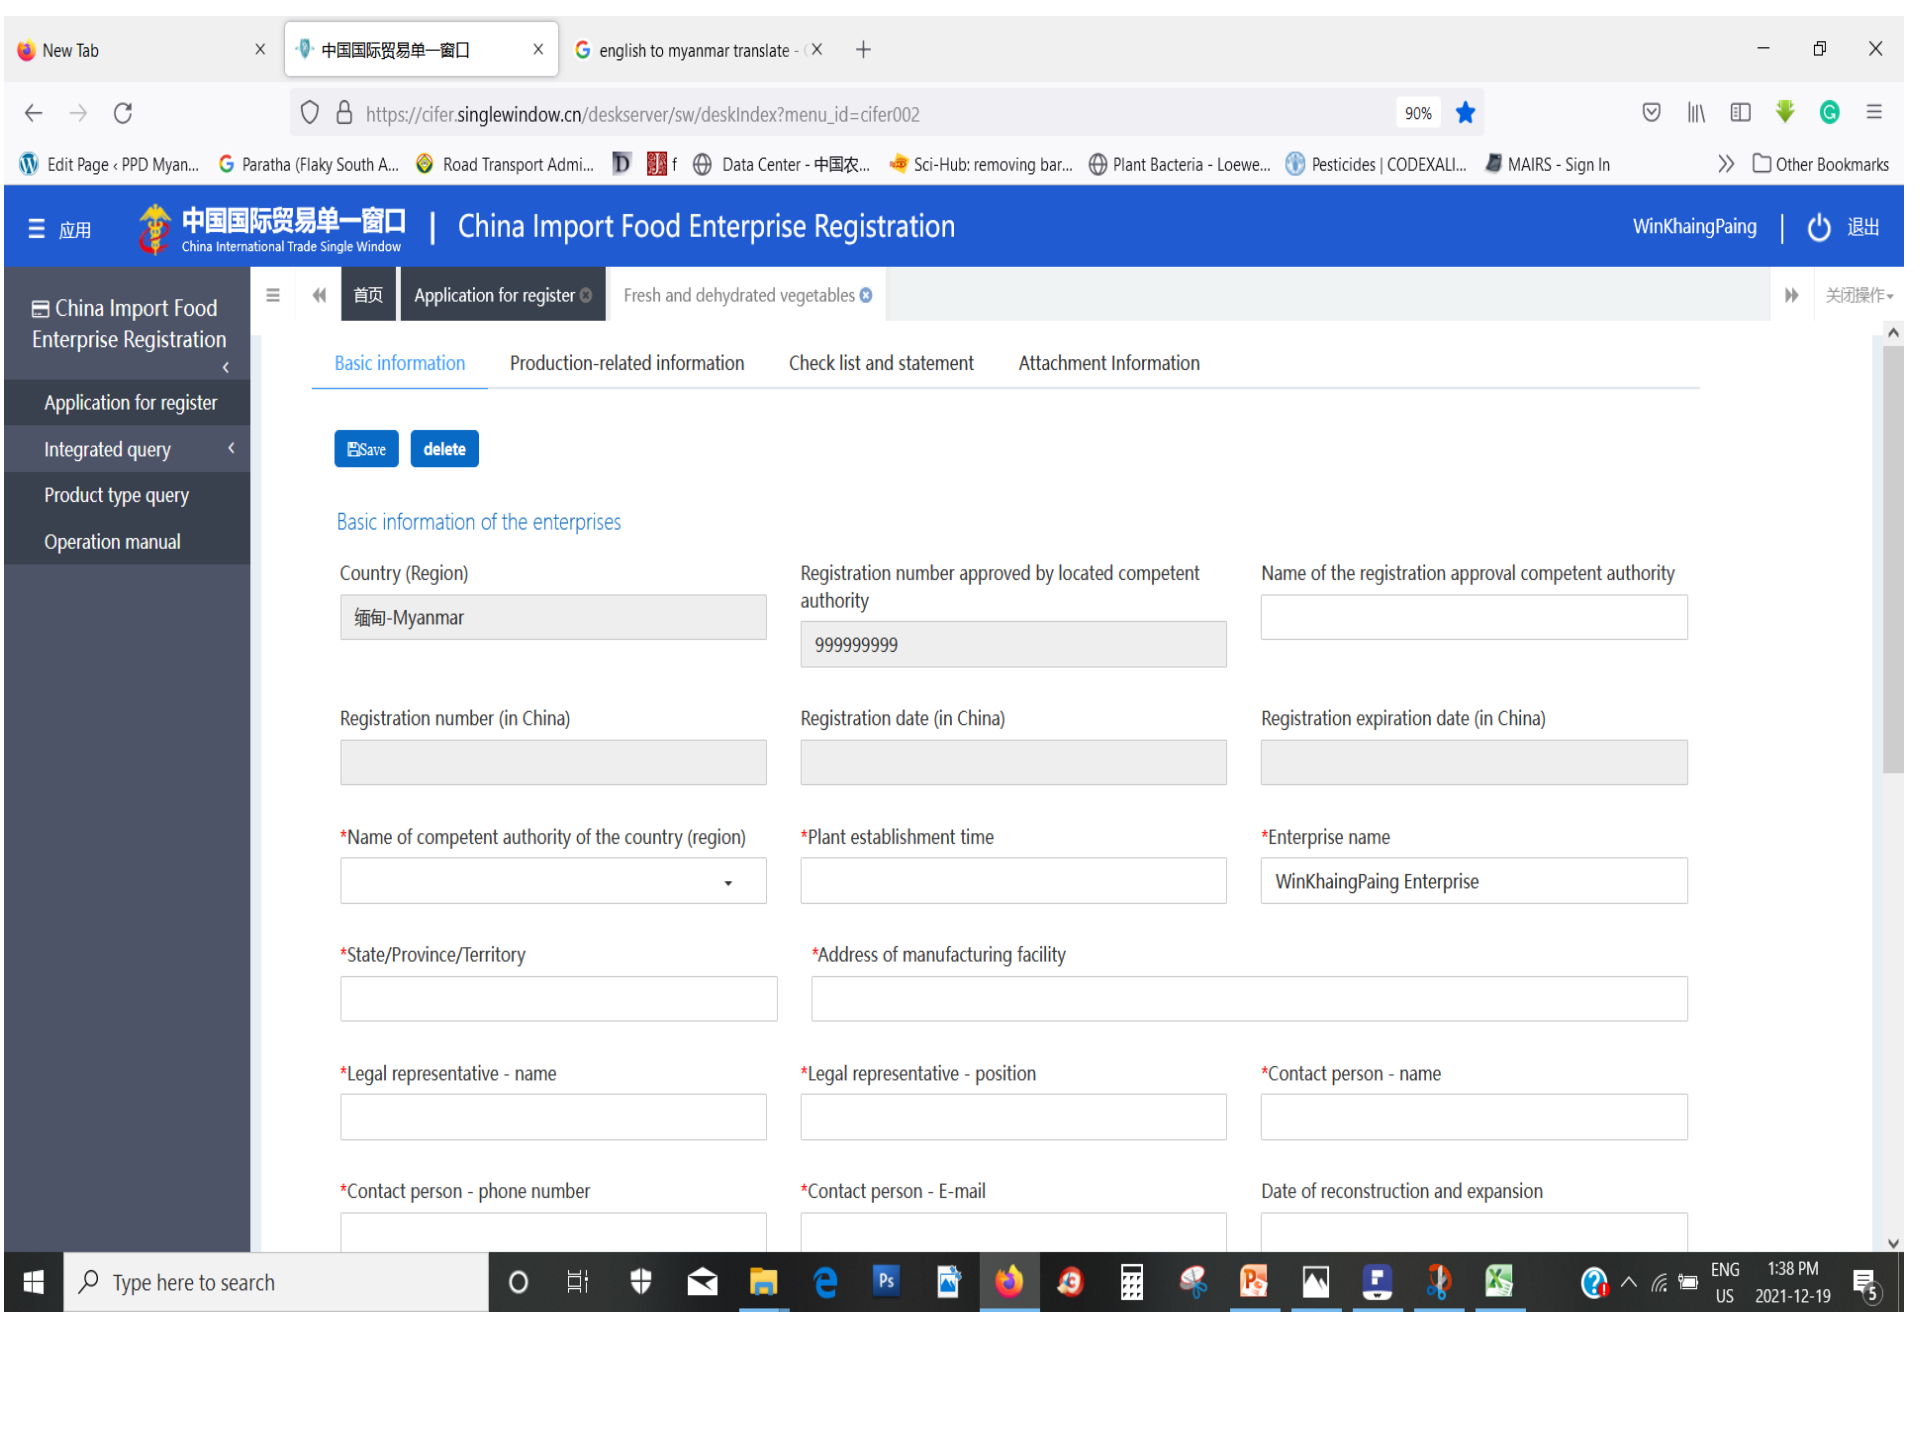 New Tab
中国国际贸易单一窗口
english to myanmar translate - (
https://cifer.singlewindow.cn/deskserver/sw/deskIndex?menu_id=cifer002
90%
Edit Page ‹ PPD Myan...
Paratha (Flaky South A...
Road Transport Admi...
f
Data Center - 中国农...
Sci-Hub: removing bar...
Plant Bacteria - Loewe...
Pesticides | CODEXALI...
MAIRS - Sign In
Other Bookmarks
应用
中国国际贸易单一窗口
China International Trade Single Window
China Import Food Enterprise Registration
WinKhaingPaing
退出
China Import Food
Enterprise Registration
首页
Application for register
Fresh and dehydrated vegetables
关闭操作
Application for register
Integrated query
Product type query
Operation manual
Basic information
Production-related information
Check list and statement
Attachment Information
Save
delete
Basic information of the enterprises
Country (Region)
Registration number approved by located competent
authority
Name of the registration approval competent authority
缅甸-Myanmar
999999999
Registration number (in China)
Registration date (in China)
Registration expiration date (in China)
*Name of competent authority of the country (region)
*Plant establishment time
*Enterprise name
WinKhaingPaing Enterprise
*State/Province/Territory
*Address of manufacturing facility
*Legal representative - name
*Legal representative - position
*Contact person - name
*Contact person - phone number
*Contact person - E-mail
Date of reconstruction and expansion
Type here to search
Ps
ENG
US
1:38 PM
2021-12-19
5